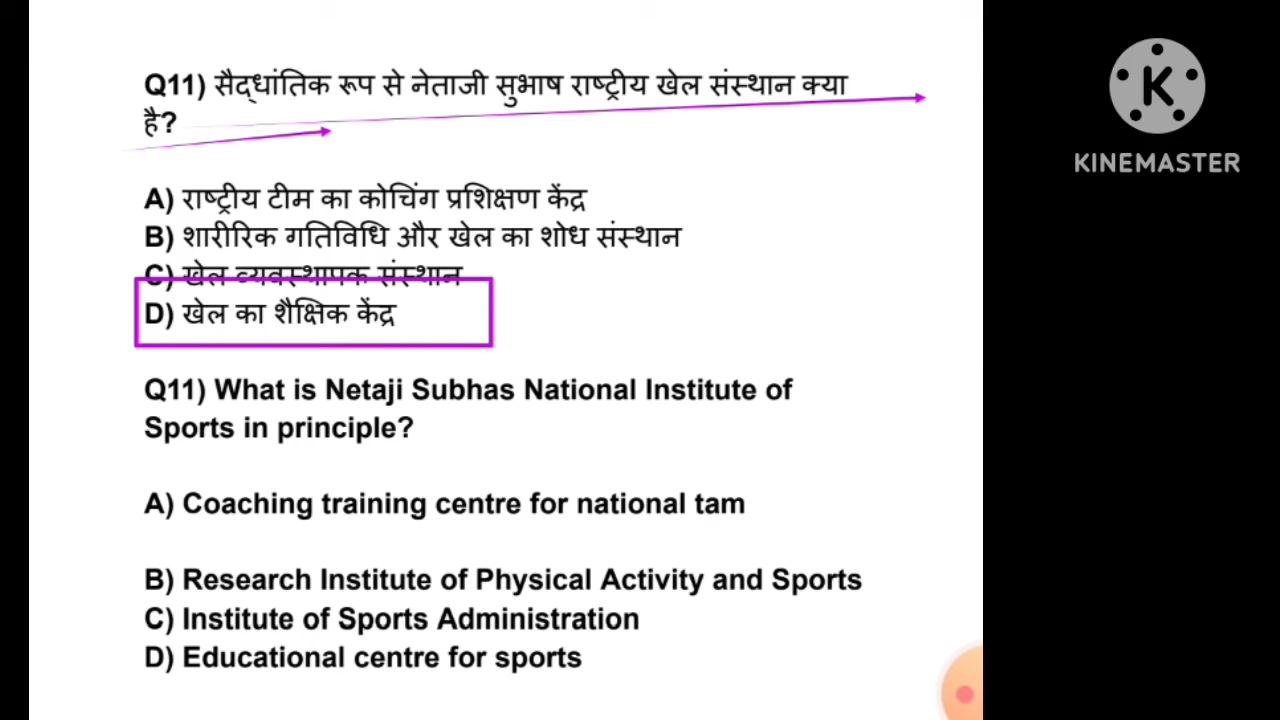 Q11) सैद्धांतिक रूप से नेताजी सुभाष राष्ट्रीय खेल संस्थान क्या
है?
A) राष्ट्रीय टीम का कोचिंग प्रशिक्षण केंद्र
B) शारीरिक गतिविधि और खेल का शोध संस्थान
C) खेल व्यवस्थापक संस्थान
D) खेल का शैक्षिक केंद्र
Q11) What is Netaji Subhas National Institute of
Sports in principle?
A) Coaching training centre for national tam
B) Research Institute of Physical Activity and Sports
C) Institute of Sports Administration
D) Educational centre for sports
K
KINEMASTER